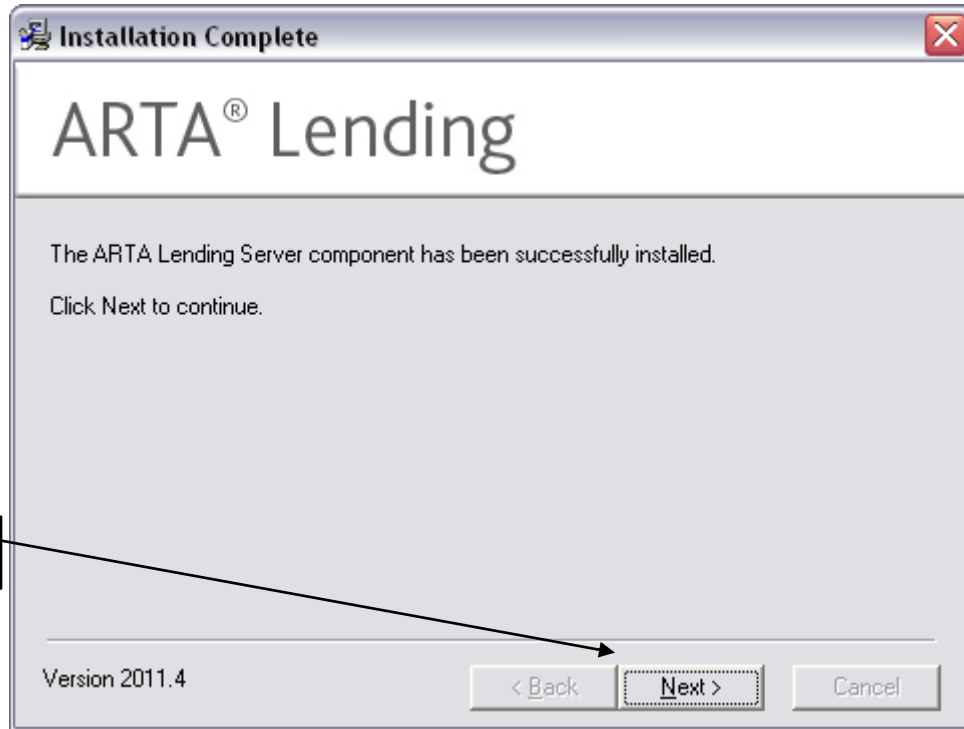 Installation Complete
ARTA® Lending
The ARTA Lending Server component has been successfully installed.
Click Next to continue.
Version 2011.4
< Back
Next >
Cancel